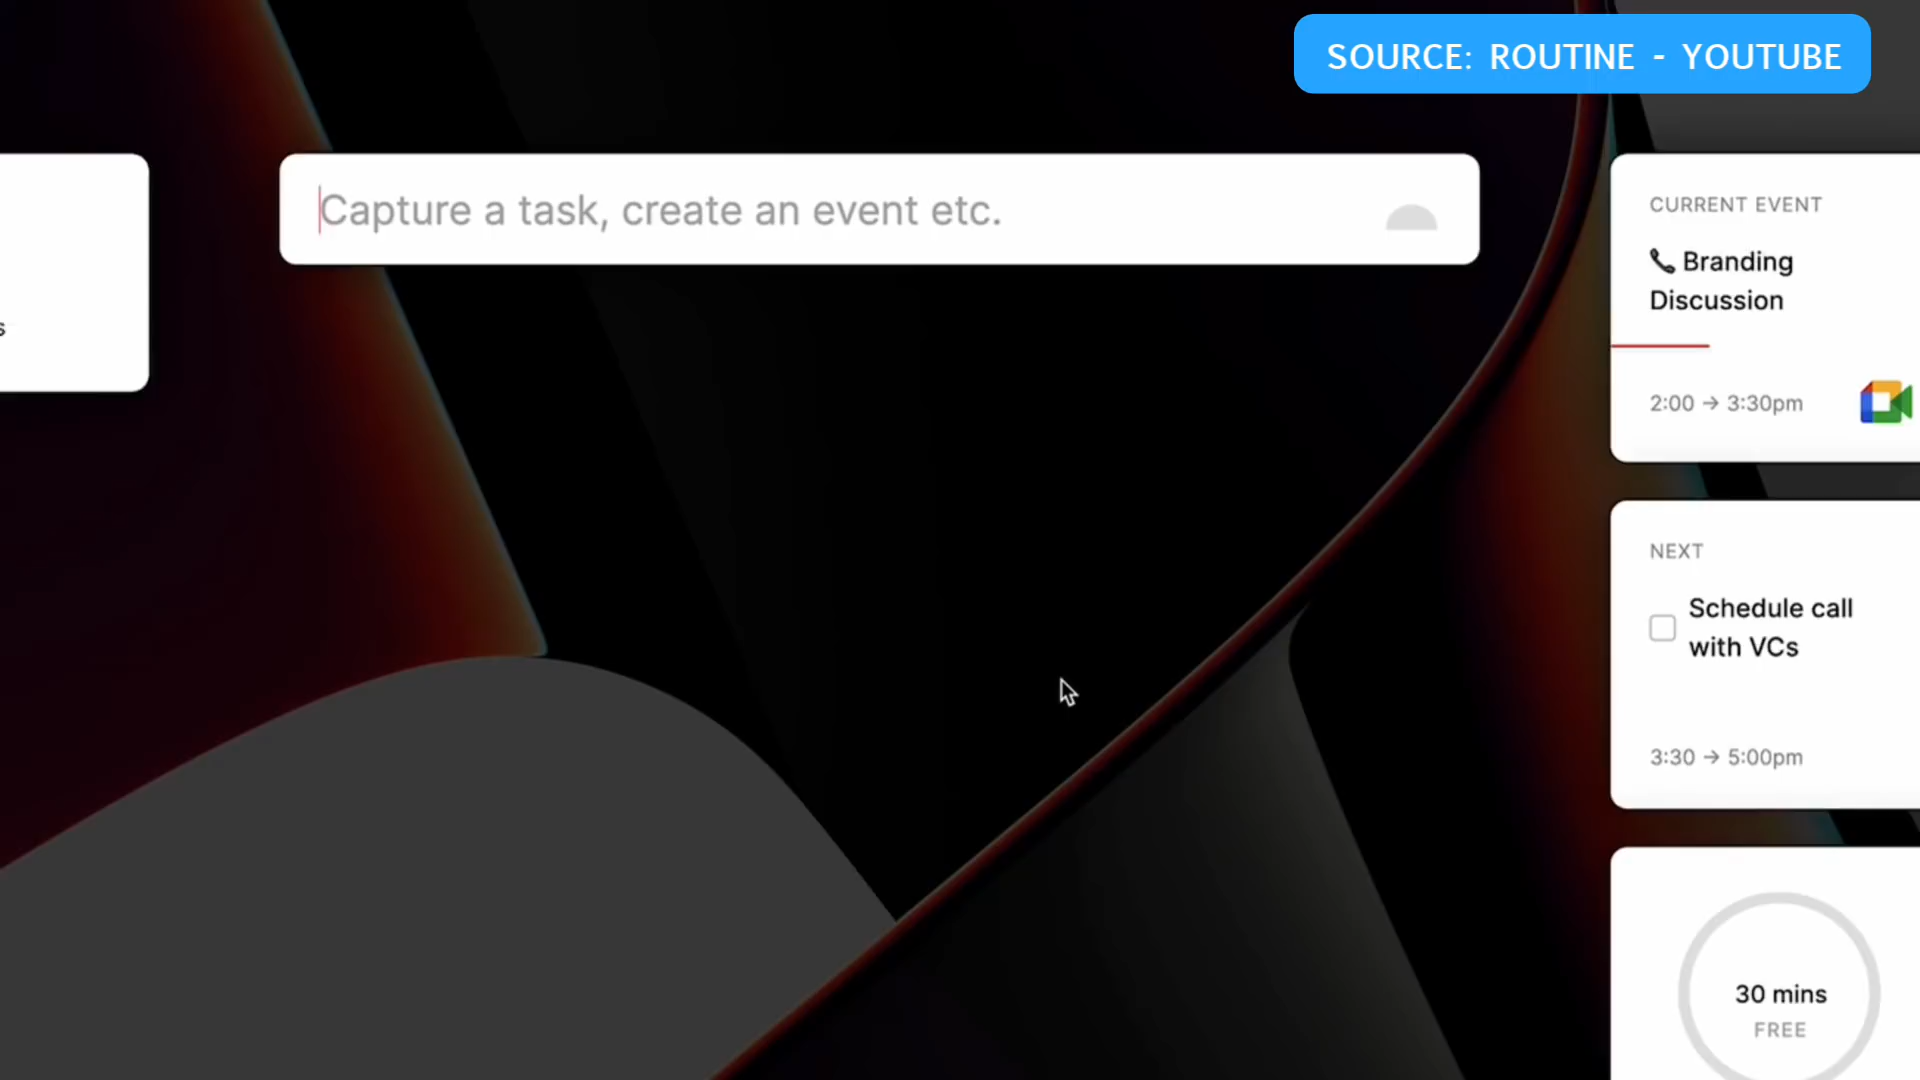 SOURCE: ROUTINE - YOUTUBE
s
Capture a task, create an event etc.
CURRENT EVENT
Branding
Discussion
2:00 → 3:30pm
NEXT
Schedule call
with VCs
3:30 → 5:00pm
30 mins
FREE